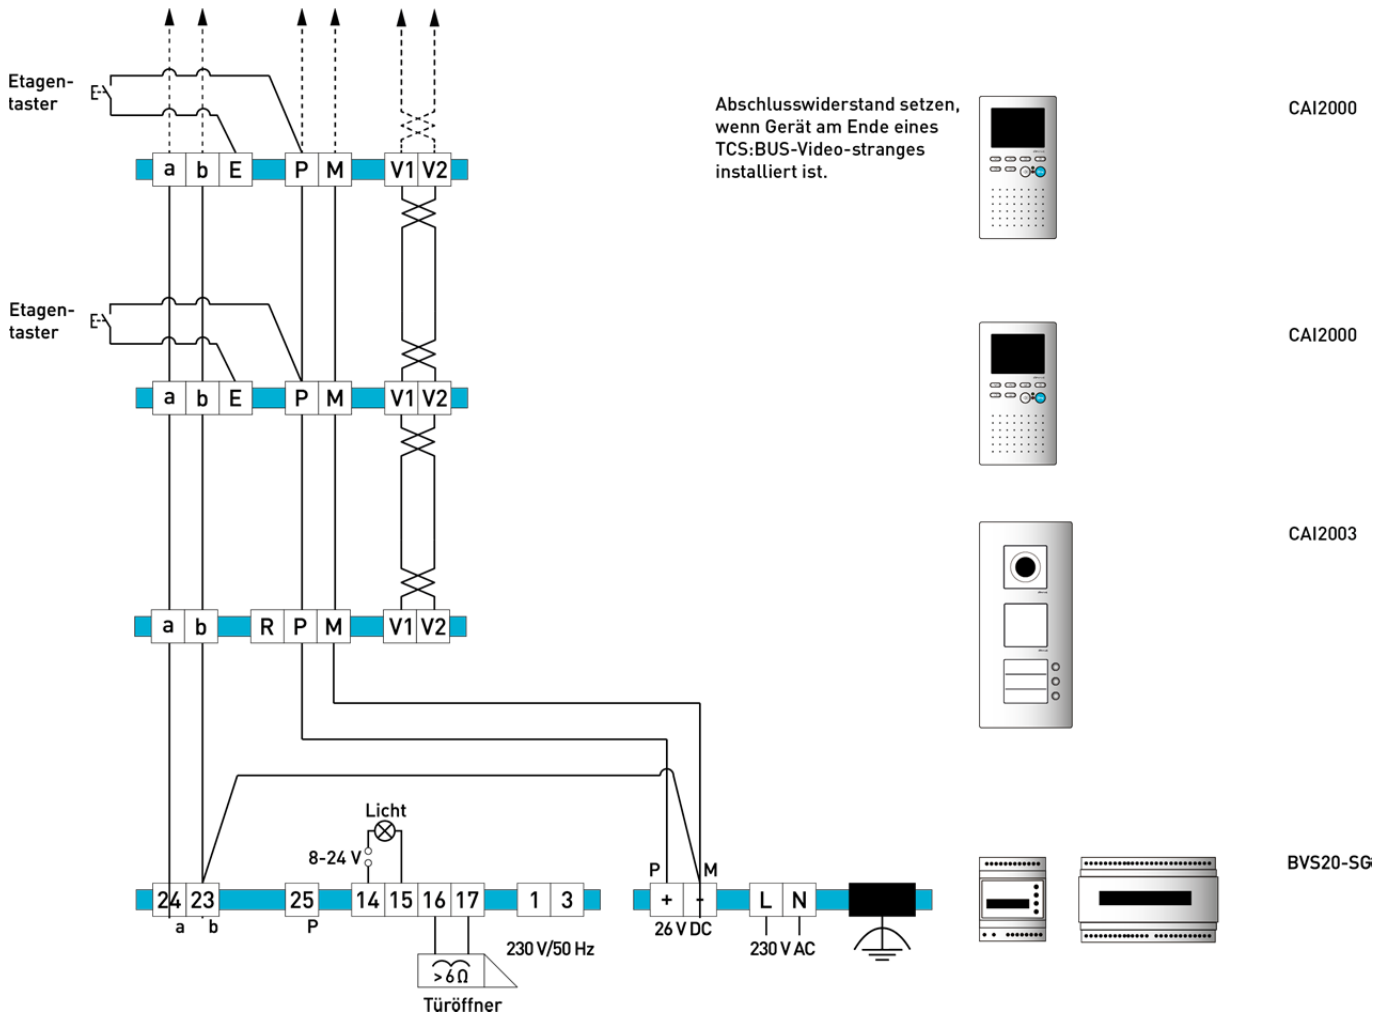 Etagen-
taster
Abschlusswiderstand setzen,
wenn Gerät am Ende eines
TCS:BUS-Video-stranges
installiert ist.
CAI2000
a b E P M V1 V2
Etagen-
taster
CAI2000
a b E P M V1 V2
CAI2003
a b R P M V1 V2
Licht
8-24 V
P M
BVS20-SG
24 23 25 14 15 16 17 1 3 + - L N
a b P
26 V DC
230 V/50 Hz
230 V AC
>6 Ω
Türöffner